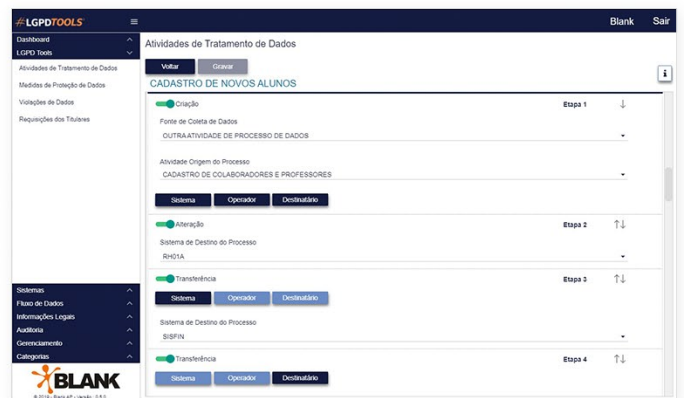 #LGPDTOOLS
Blank Sair
Dashboard
LGPD Tools
Atividades de Tratamento de Dados
Medidas de Proteção de Dados
Violações de Dados
Requisições dos Titulares
Sistemas
Fluxo de Dados
Informações Legais
Auditoria
Gerenciamento
Categorias
BLANK
Atividades de Tratamento de Dados
Voltar Gravar
i
CADASTRO DE NOVOS ALUNOS
Criação Etapa 1
Fonte de Coleta de Dados
OUTRA ATIVIDADE DE PROCESSO DE DADOS
Atividade Origem do Processo
CADASTRO DE COLABORADORES E PROFESSORES
Sistema Operador Destinatário
Alteração Etapa 2
Sistema de Destino do Processo
RH01A
Transferência Etapa 3
Sistema Operador Destinatário
Sistema de Destino do Processo
SISFIN
Transferência Etapa 4
Sistema Operador Destinatário